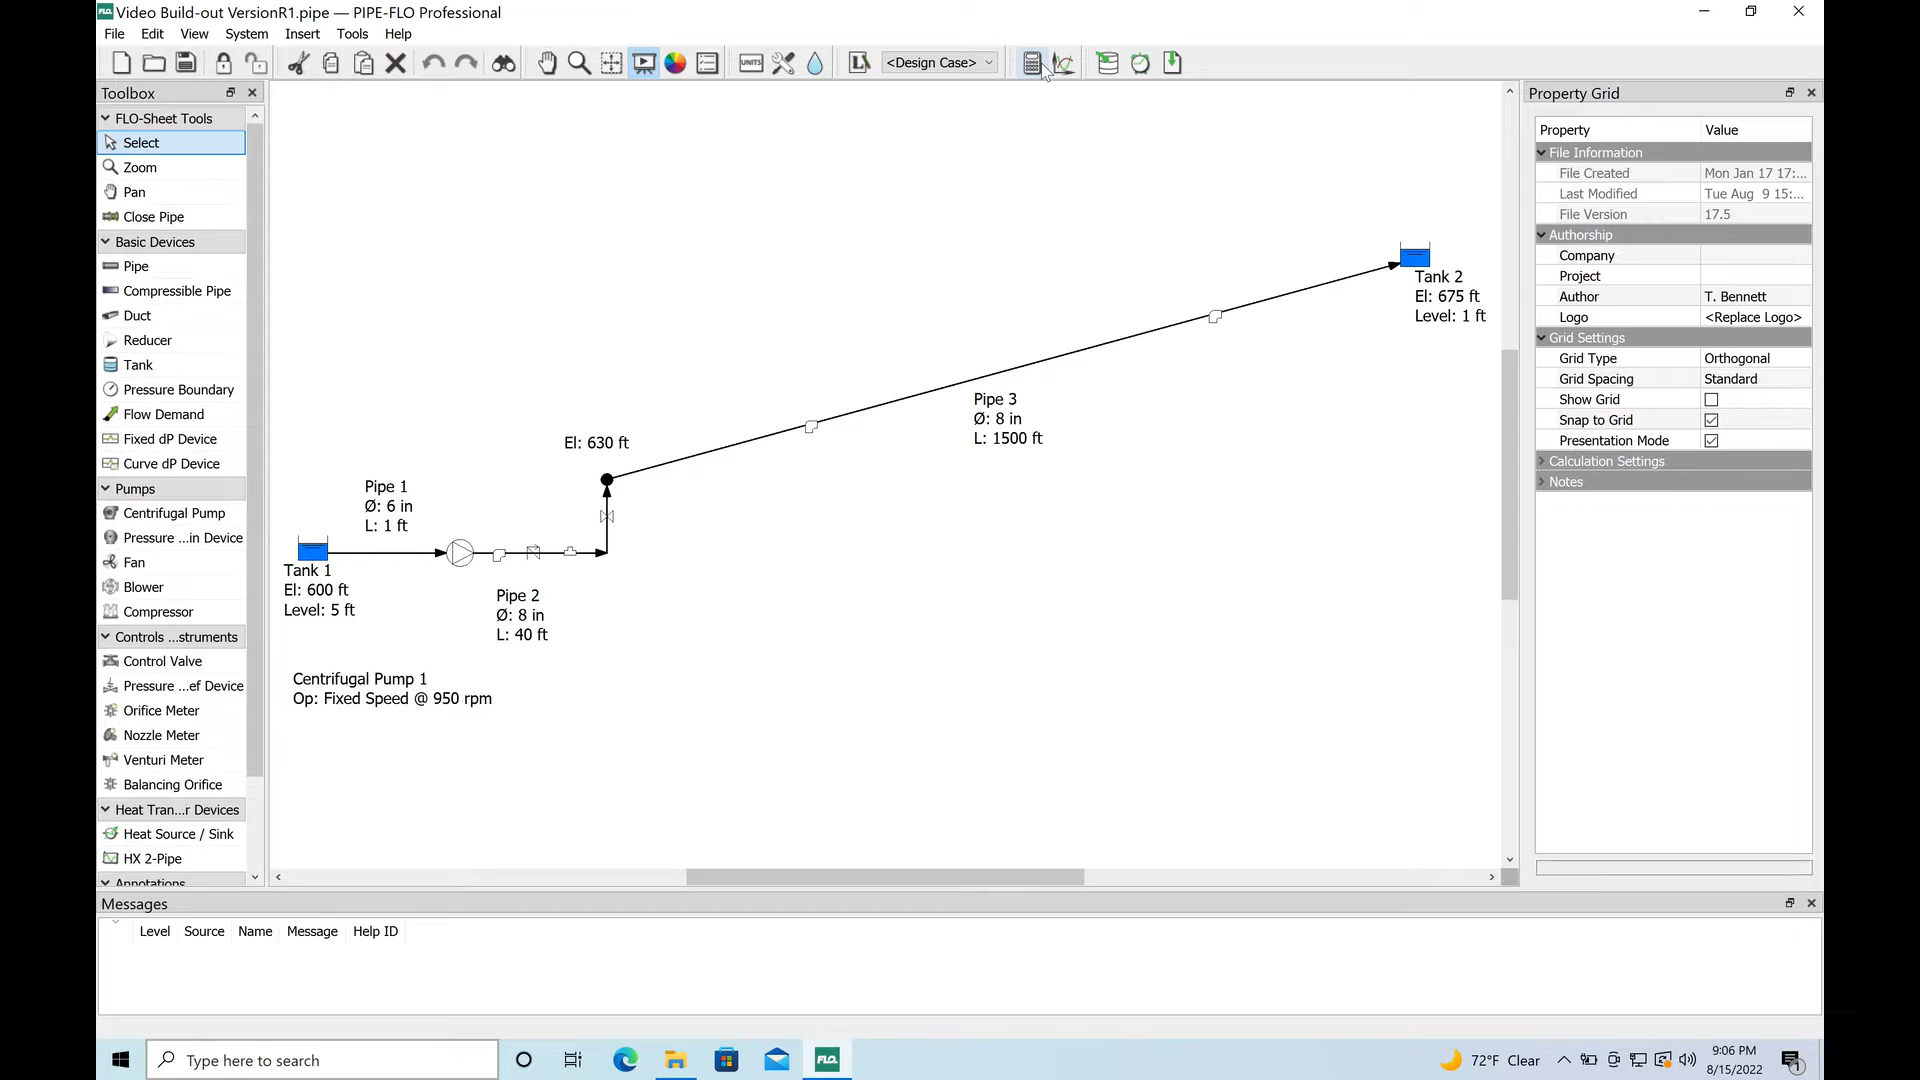 FLO Video Build-out VersionR1.pipe — PIPE-FLO Professional
File Edit View System Insert Tools Help
UNITS <Design Case>
Toolbox
FLO-Sheet Tools
Select
Zoom
Pan
Close Pipe
Basic Devices
Pipe
Compressible Pipe
Duct
Reducer
Tank
Pressure Boundary
Flow Demand
Fixed dP Device
Curve dP Device
Pumps
Centrifugal Pump
Pressure ...in Device
Fan
Blower
Compressor
Controls ...struments
Control Valve
Pressure ...ef Device
Orifice Meter
Nozzle Meter
Venturi Meter
Balancing Orifice
Heat Tran...r Devices
Heat Source / Sink
HX 2-Pipe
Annotations
Tank 2
El: 675 ft
Level: 1 ft
Pipe 3
Ø: 8 in
L: 1500 ft
El: 630 ft
Pipe 1
Ø: 6 in
L: 1 ft
Tank 1
El: 600 ft
Level: 5 ft
Pipe 2
Ø: 8 in
L: 40 ft
Centrifugal Pump 1
Op: Fixed Speed @ 950 rpm
Property Grid
Property Value
File Information
File Created Mon Jan 17 17:...
Last Modified Tue Aug 9 15:...
File Version 17.5
Authorship
Company
Project
Author T. Bennett
Logo <Replace Logo>
Grid Settings
Grid Type Orthogonal
Grid Spacing Standard
Show Grid
Snap to Grid
Presentation Mode
Calculation Settings
Notes
Messages
Level Source Name Message Help ID
Type here to search
FLO
72°F Clear
9:06 PM
8/15/2022
1